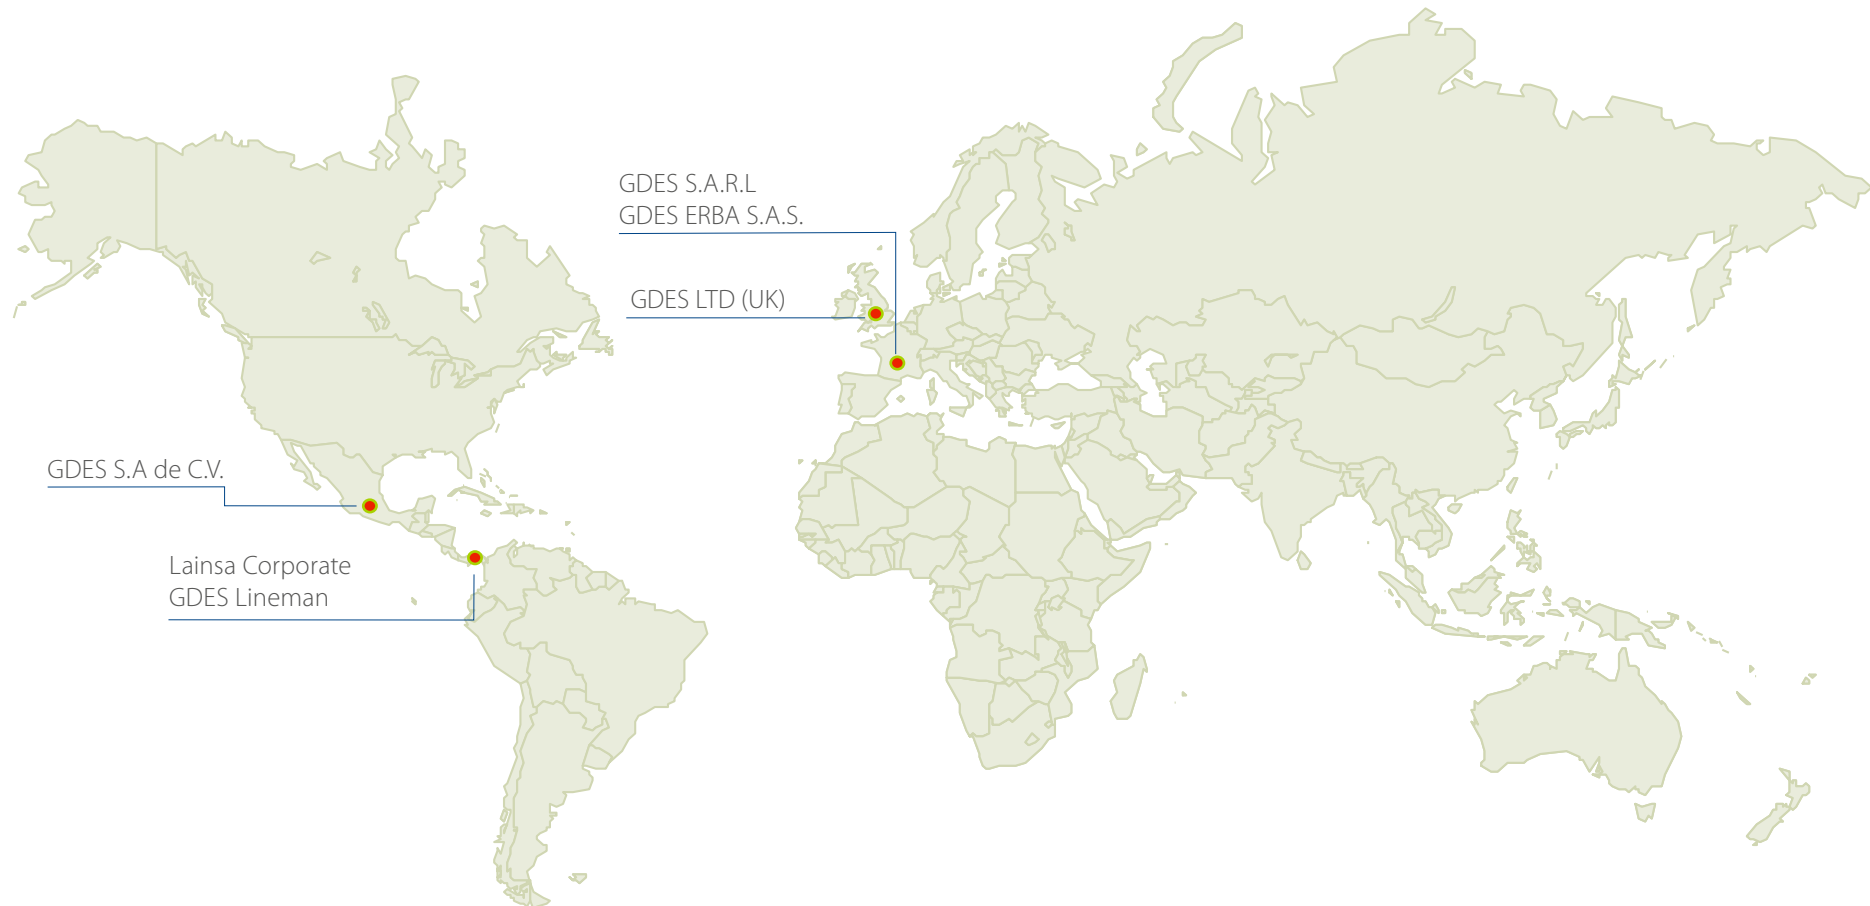 GDES S.A.R.L
GDES ERBA S.A.S.
GDES LTD (UK)
GDES S.A de C.V.
Lainsa Corporate
GDES Lineman